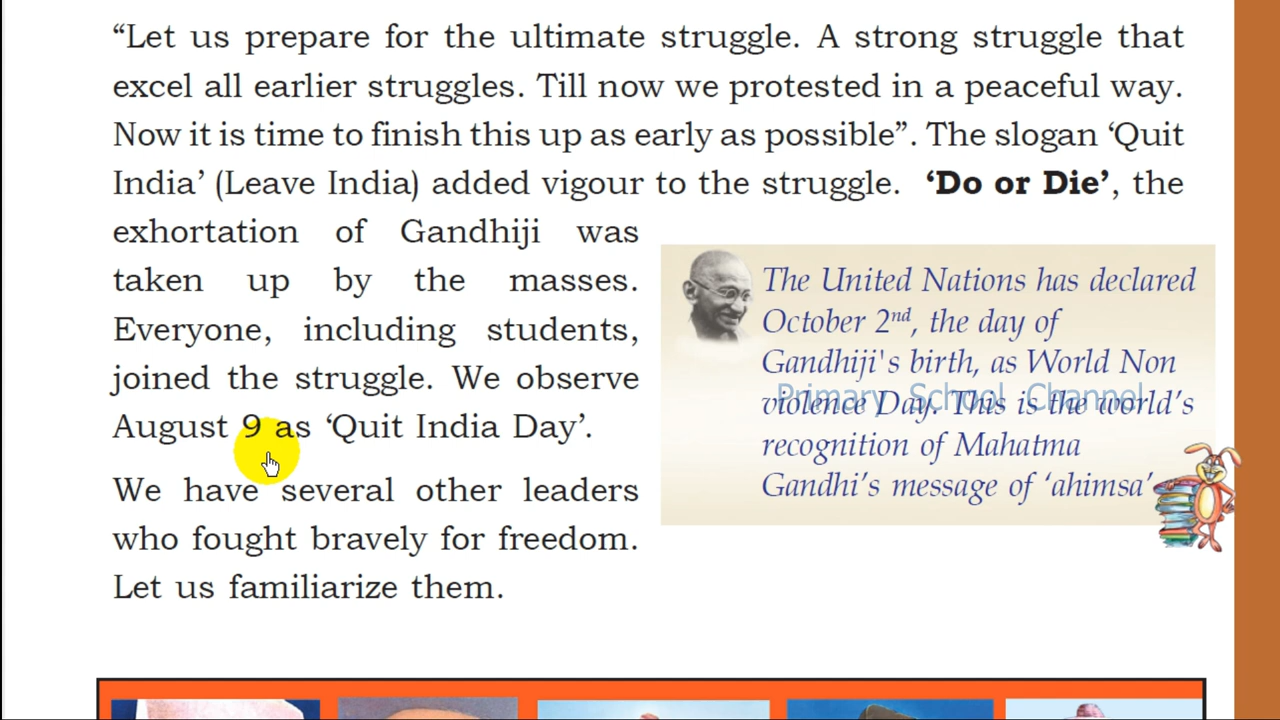 “Let us prepare for the ultimate struggle. A strong struggle that
excel all earlier struggles. Till now we protested in a peaceful way.
Now it is time to finish this up as early as possible”. The slogan ‘Quit
India’ (Leave India) added vigour to the struggle. ‘Do or Die’, the
exhortation of Gandhiji was
taken up by the masses.
Everyone, including students,
joined the struggle. We observe
August 9 as ‘Quit India Day’.
We have several other leaders
who fought bravely for freedom.
Let us familiarize them.
The United Nations has declared
October 2nd, the day of
Gandhiji's birth, as World Non
violence Day. This is the world's
recognition of Mahatma
Gandhi's message of ‘ahimsa’
Primary School Channel